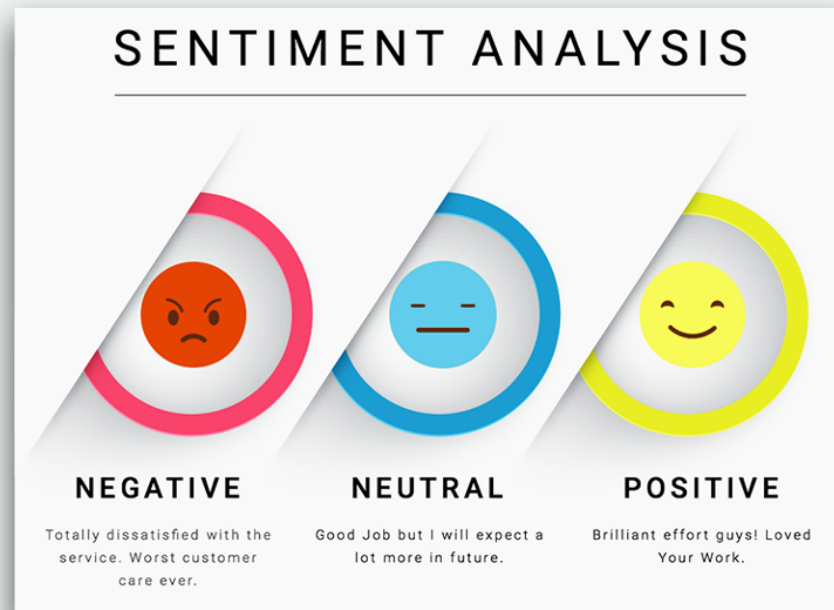 SENTIMENT ANALYSIS
NEGATIVE
Totally dissatisfied with the
service. Worst customer
care ever.
NEUTRAL
Good Job but I will expect a
lot more in future.
POSITIVE
Brilliant effort guys! Loved
Your Work.